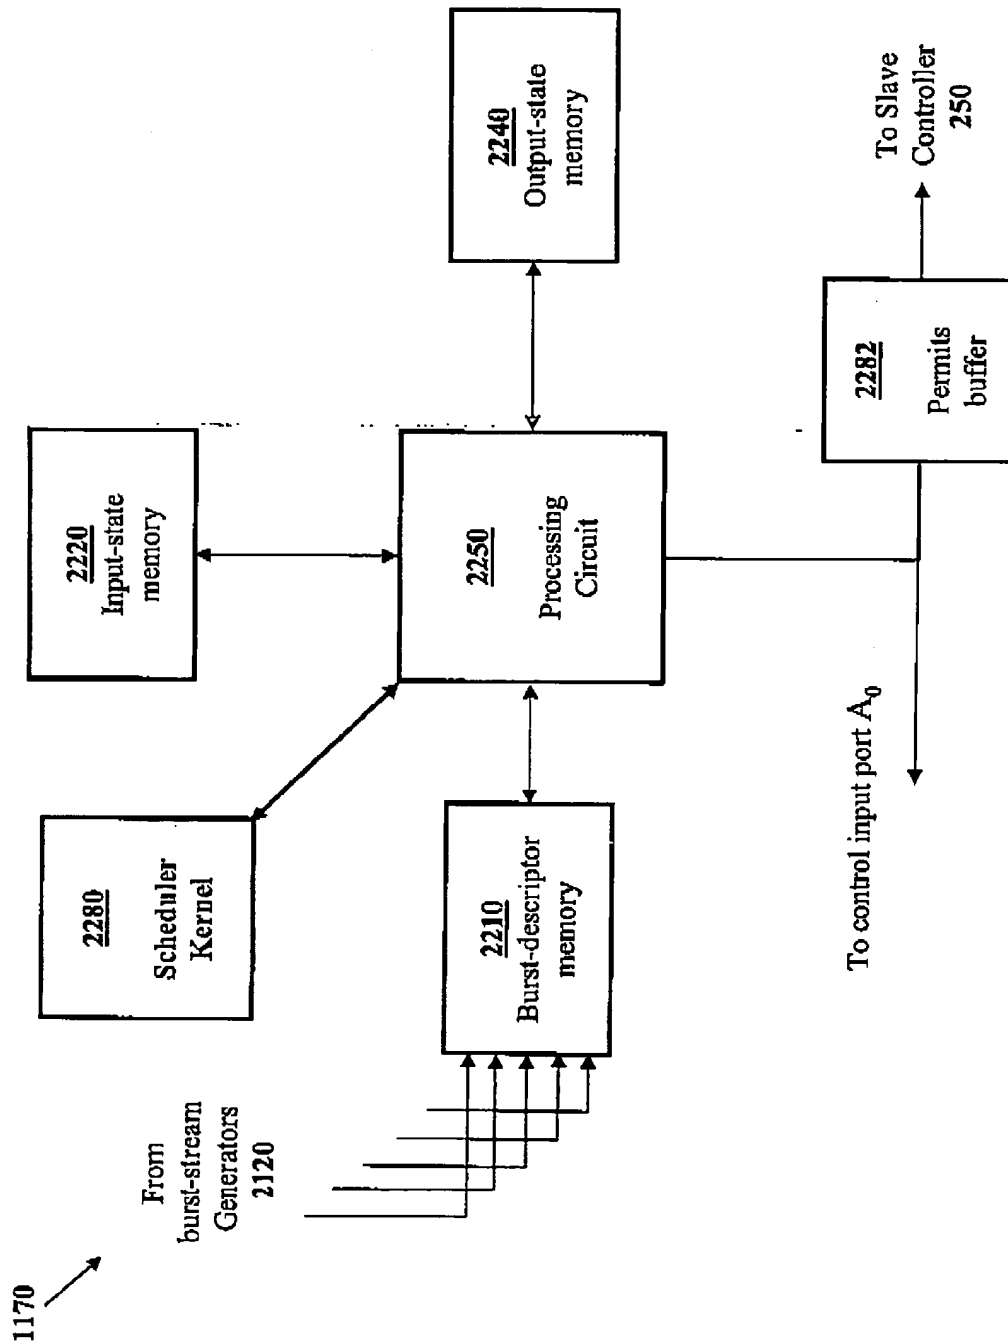 1170
From
burst-stream
Generators
2120
2280
Scheduler
Kernel
2220
Input-state
memory
2210
Burst-descriptor
memory
2250
Processing
Circuit
2240
Output-state
memory
To control input port A₀
2282
Permits
buffer
To Slave
Controller
250